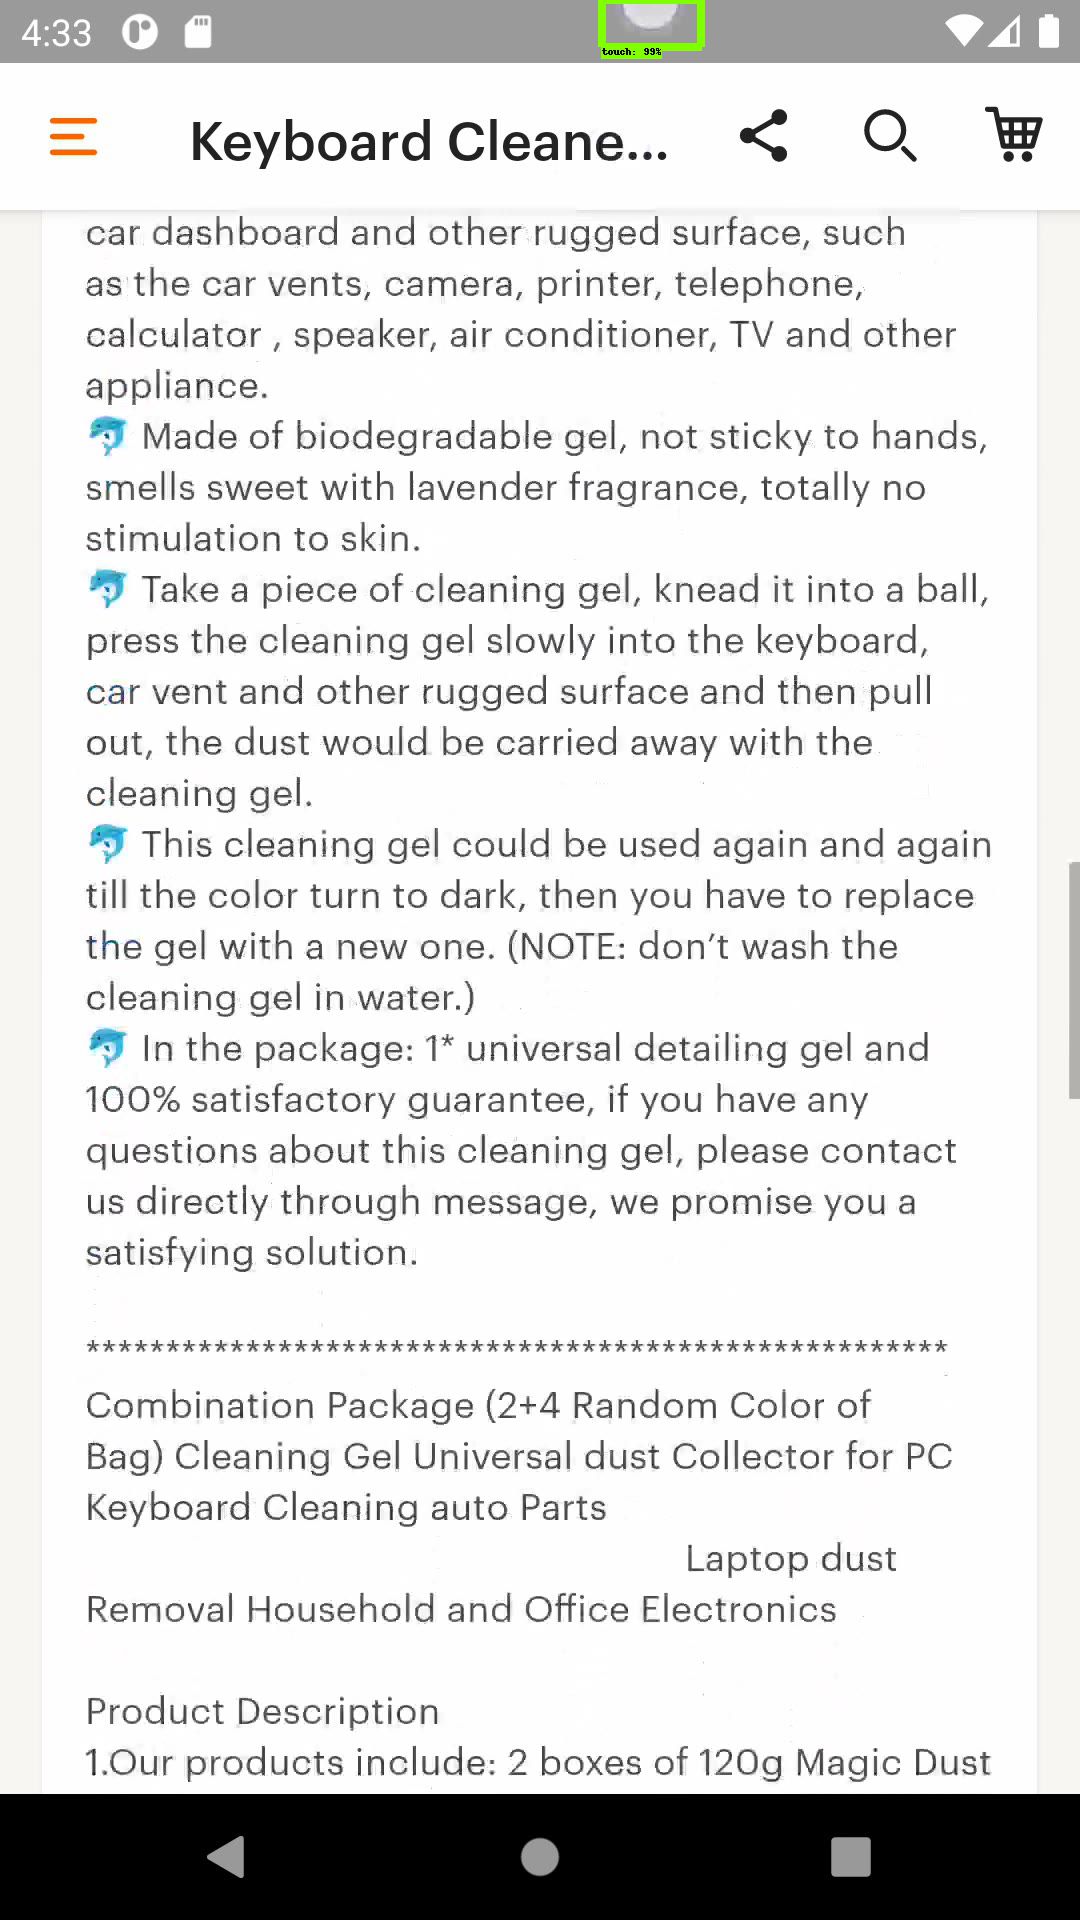 4:33
touch: 99%
Keyboard Cleane...
car dashboard and other rugged surface, such
as the car vents, camera, printer, telephone,
calculator , speaker, air conditioner, TV and other
appliance.
🐬 Made of biodegradable gel, not sticky to hands,
smells sweet with lavender fragrance, totally no
stimulation to skin.
🐬 Take a piece of cleaning gel, knead it into a ball,
press the cleaning gel slowly into the keyboard,
car vent and other rugged surface and then pull
out, the dust would be carried away with the
cleaning gel.
🐬 This cleaning gel could be used again and again
till the color turn to dark, then you have to replace
the gel with a new one. (NOTE: don’t wash the
cleaning gel in water.)
🐬 In the package: 1* universal detailing gel and
100% satisfactory guarantee, if you have any
questions about this cleaning gel, please contact
us directly through message, we promise you a
satisfying solution.
******************************************************
Combination Package (2+4 Random Color of
Bag) Cleaning Gel Universal dust Collector for PC
Keyboard Cleaning auto Parts
Laptop dust
Removal Household and Office Electronics
Product Description
1.Our products include: 2 boxes of 120g Magic Dust